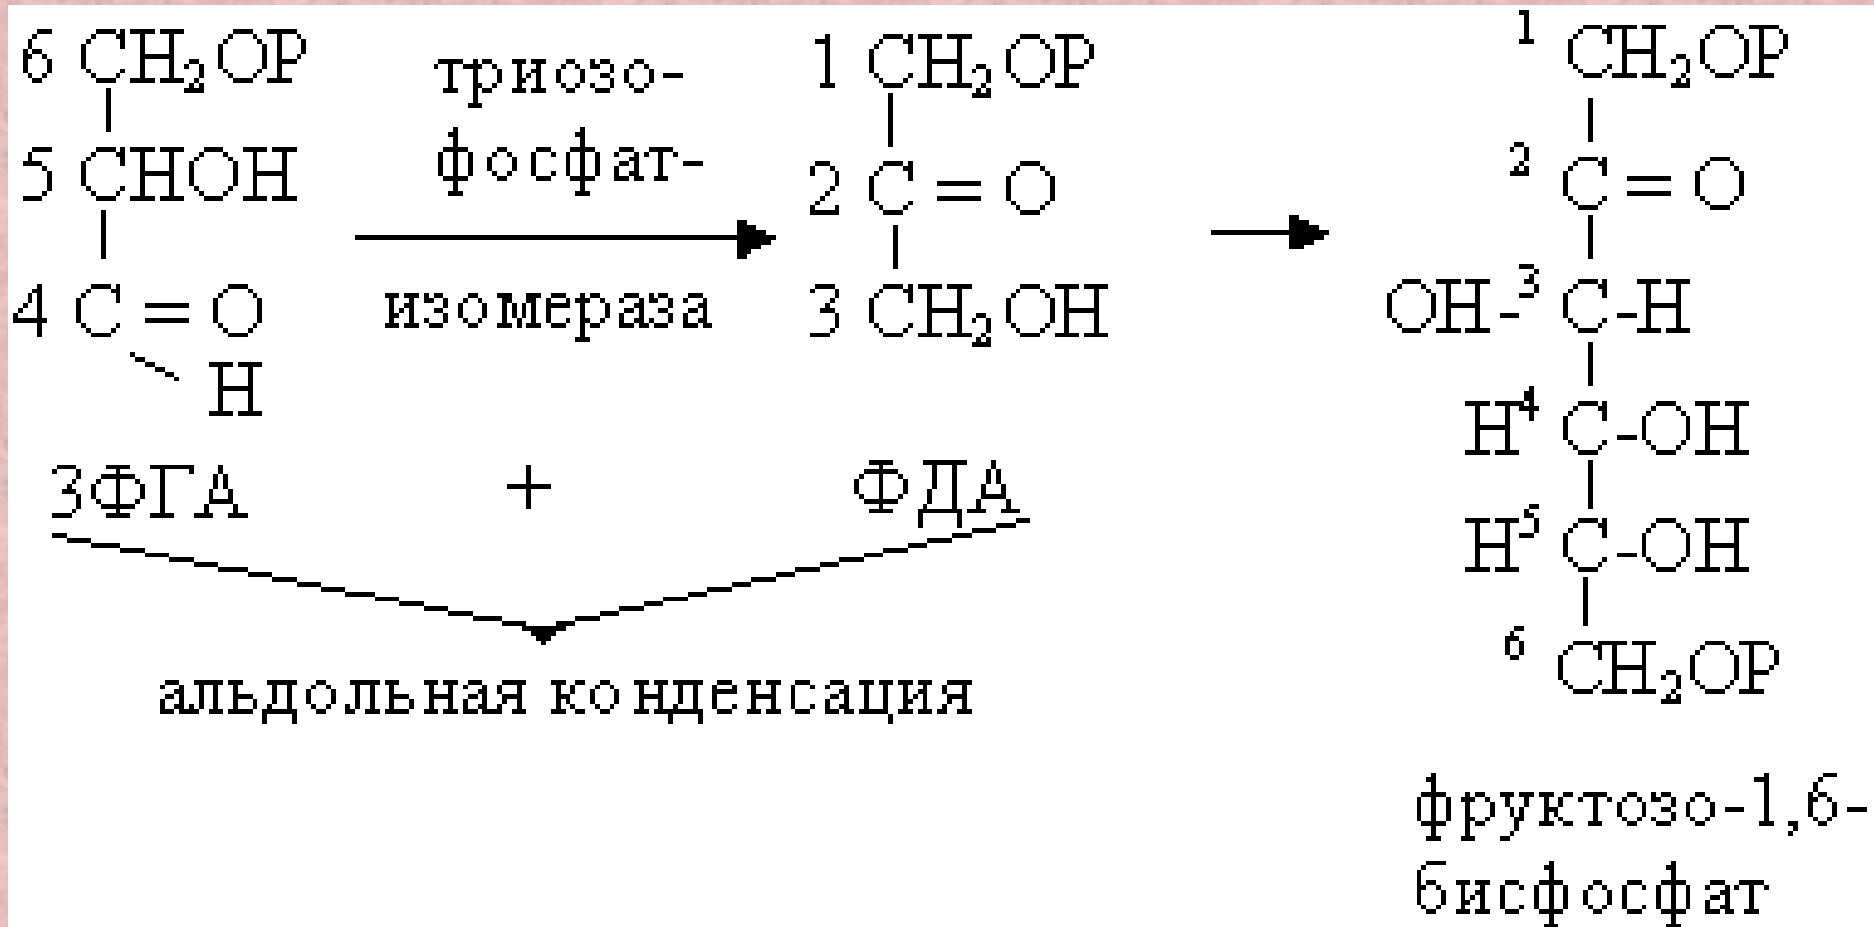 6 CH₂OP
5 CHOH
4 C = O
H
триозо-
фосфат-
изомераза
1 CH₂OP
2 C = O
3 CH₂OH
1 CH₂OP
2 C = O
OH-3 C-H
H4 C-OH
H5 C-OH
6 CH₂OP
3ФГА + ФДА
альдольная конденсация
фруктозо-1,6-
бисфосфат